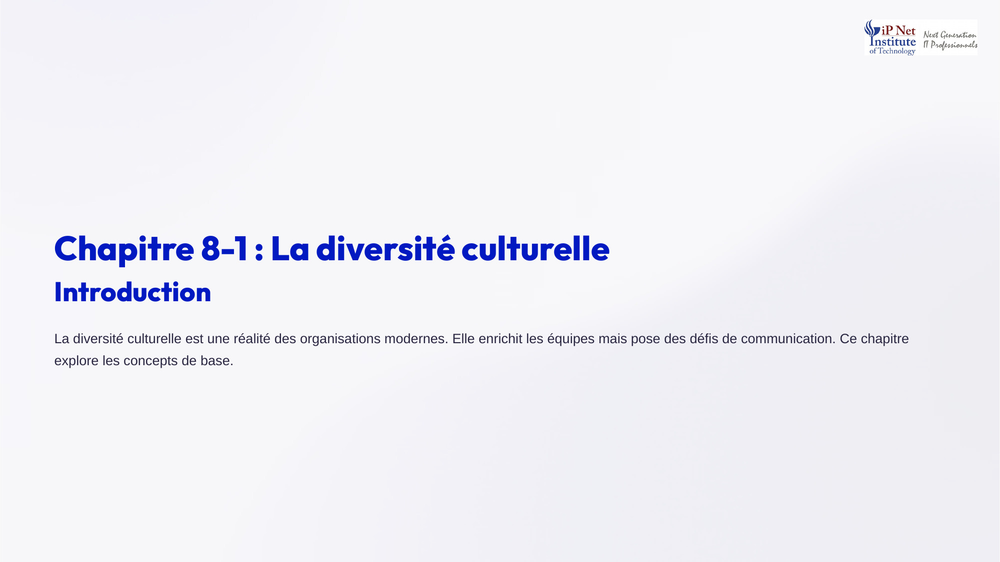 iP Net
Institute
of Technology
Next Generation
IT Professionnels
Chapitre 8-1 : La diversité culturelle
Introduction
La diversité culturelle est une réalité des organisations modernes. Elle enrichit les équipes mais pose des défis de communication. Ce chapitre
explore les concepts de base.